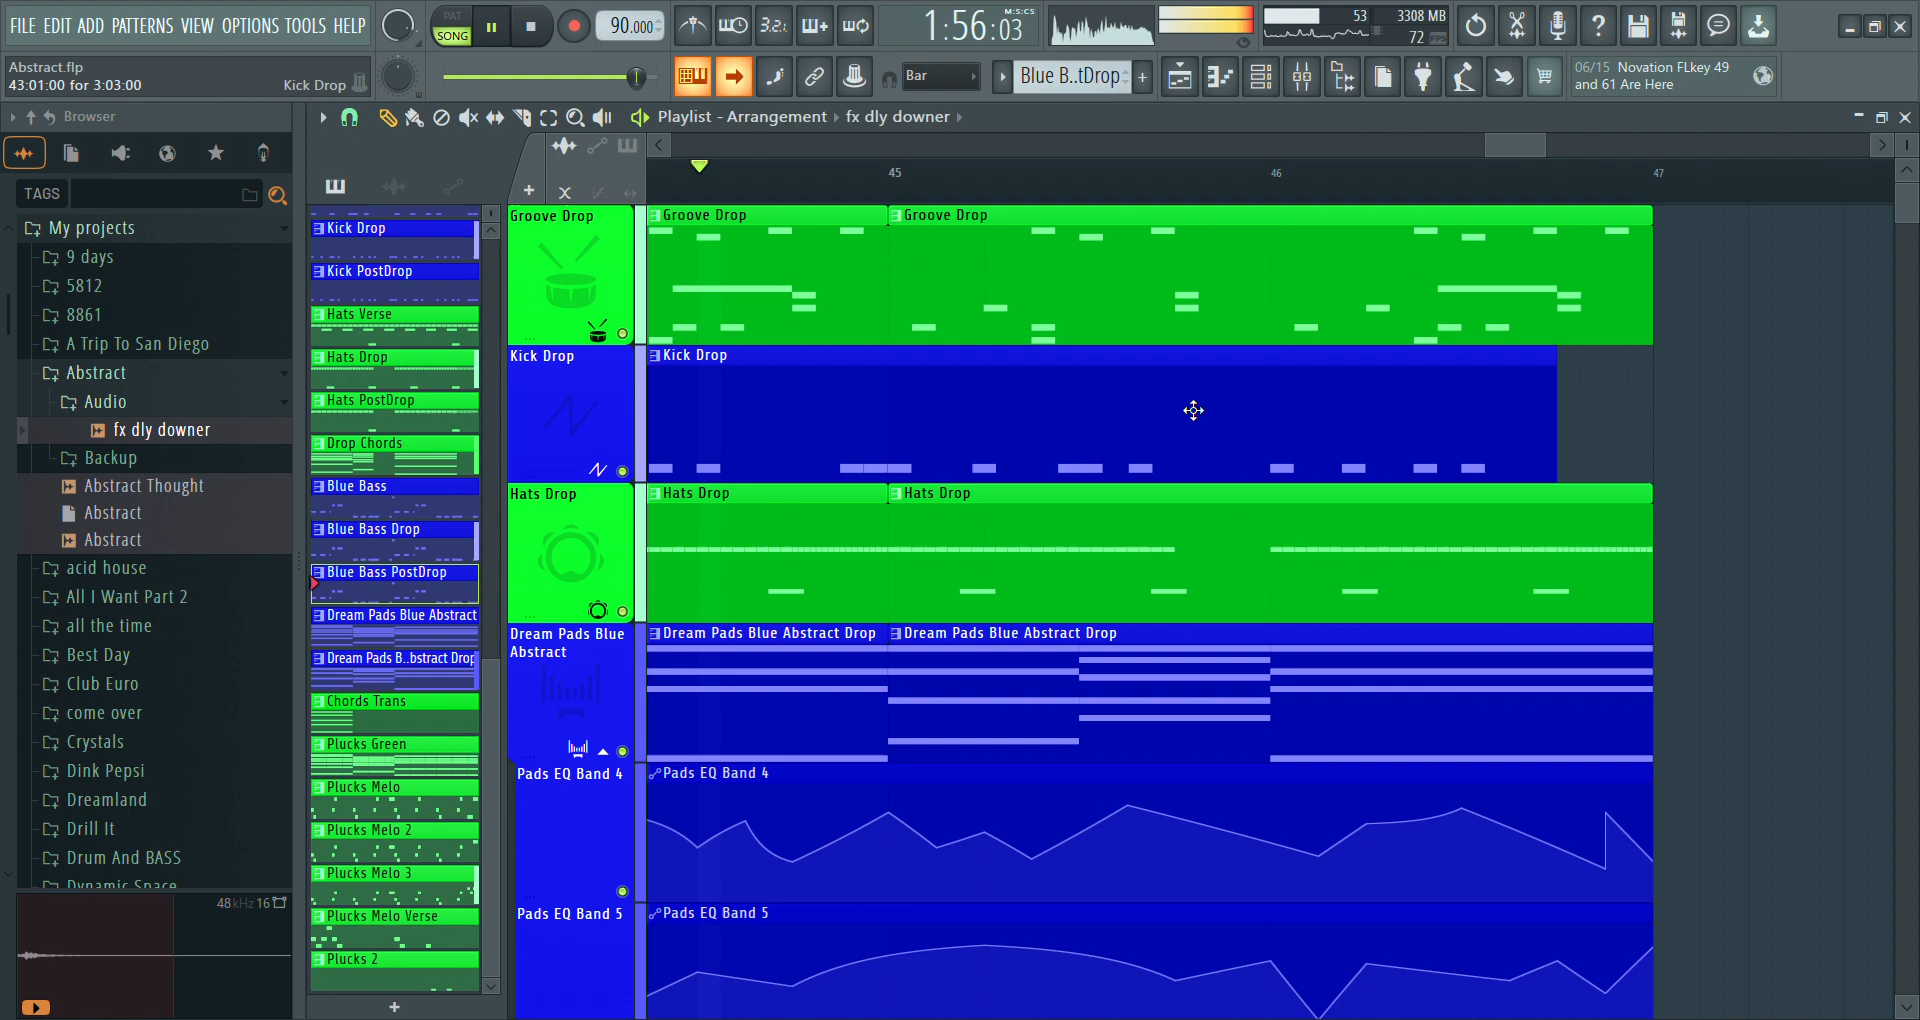 FILE EDIT ADD PATTERNS VIEW OPTIONS TOOLS HELP
PAT
SONG
90.000
3.2.
1:56:03
M:S:CS
53
3308 MB
72
FPS
Abstract.flp
43:01:00 for 3:03:00
Kick Drop
Bar
Blue B..tDrop
06/15 Novation FLkey 49
and 61 Are Here
Browser
Playlist - Arrangement
fx dly downer
TAGS
45
46
47
My projects
9 days
5812
8861
A Trip To San Diego
Abstract
Audio
fx dly downer
Backup
Abstract Thought
Abstract
Abstract
acid house
All I Want Part 2
all the time
Best Day
Club Euro
come over
Crystals
Dink Pepsi
Dreamland
Drill It
Drum And BASS
Dynamic Space
48kHz 16
Kick Drop
Kick PostDrop
Hats Verse
Hats Drop
Hats PostDrop
Drop Chords
Blue Bass
Blue Bass Drop
Blue Bass PostDrop
Dream Pads Blue Abstract
Dream Pads B..bstract Drop
Chords Trans
Plucks Green
Plucks Melo
Plucks Melo 2
Plucks Melo 3
Plucks Melo Verse
Plucks 2
Groove Drop
Groove Drop
Groove Drop
Kick Drop
Kick Drop
Hats Drop
Hats Drop
Hats Drop
Dream Pads Blue
Abstract
Dream Pads Blue Abstract Drop
Dream Pads Blue Abstract Drop
Pads EQ Band 4
Pads EQ Band 4
Pads EQ Band 5
Pads EQ Band 5